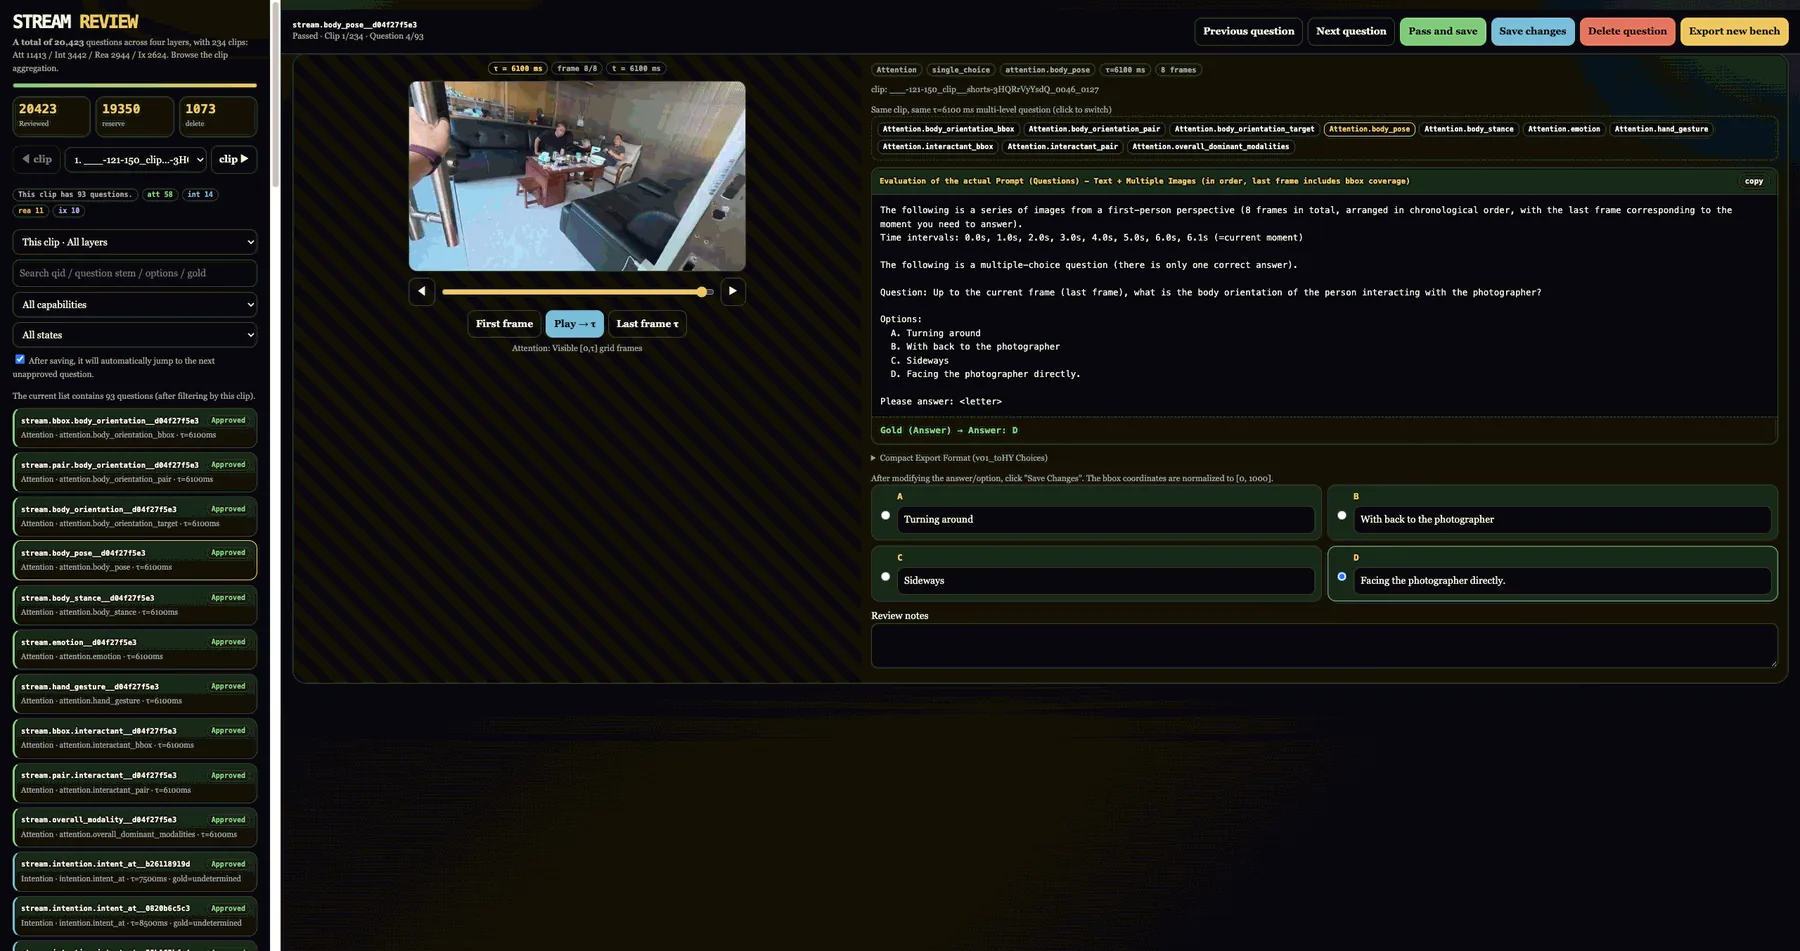 STREAM REVIEW
A total of 20,423 questions across four layers, with 234 clips:
Att 11413 / Int 3442 / Rea 2944 / Ix 2624. Browse the clip
aggregation.
20423
Reviewed
19350
reserve
1073
delete
◀ clip
1. ___-121-150_clip...-3H(
clip ▶
This clip has 93 questions.
att 58
int 14
rea 11
ix 10
This clip · All layers
Search qid / question stem / options / gold
All capabilities
All states
After saving, it will automatically jump to the next
unapproved question.
The current list contains 93 questions (after filtering by this clip).
stream.bbox.body_orientation__d04f27f5e3 Approved
Attention · attention.body_orientation_bbox · τ=6100ms
stream.pair.body_orientation__d04f27f5e3 Approved
Attention · attention.body_orientation_pair · τ=6100ms
stream.body_orientation__d04f27f5e3 Approved
Attention · attention.body_orientation_target · τ=6100ms
stream.body_pose__d04f27f5e3 Approved
Attention · attention.body_pose · τ=6100ms
stream.body_stance__d04f27f5e3 Approved
Attention · attention.body_stance · τ=6100ms
stream.emotion__d04f27f5e3 Approved
Attention · attention.emotion · τ=6100ms
stream.hand_gesture__d04f27f5e3 Approved
Attention · attention.hand_gesture · τ=6100ms
stream.bbox.interactant__d04f27f5e3 Approved
Attention · attention.interactant_bbox · τ=6100ms
stream.pair.interactant__d04f27f5e3 Approved
Attention · attention.interactant_pair · τ=6100ms
stream.overall_modality__d04f27f5e3 Approved
Attention · attention.overall_dominant_modalities · τ=6100ms
stream.intention.intent_at__b26118919d Approved
Intention · intention.intent_at · τ=7500ms · gold=undetermined
stream.intention.intent_at__0820b6c5c3 Approved
Intention · intention.intent_at · τ=8500ms · gold=undetermined
stream.body_pose__d04f27f5e3
Passed · Clip 1/234 · Question 4/93
Previous question
Next question
Pass and save
Save changes
Delete question
Export new bench
τ = 6100 ms
frame 8/8
t = 6100 ms
First frame
Play → τ
Last frame τ
Attention: Visible [0,τ] grid frames
Attention
single_choice
attention.body_pose
τ=6100 ms
8 frames
clip: ___-121-150_clip__shorts-3HQRrVyYsdQ_0046_0127
Same clip, same τ=6100 ms multi-level question (click to switch)
Attention.body_orientation_bbox
Attention.body_orientation_pair
Attention.body_orientation_target
Attention.body_pose
Attention.body_stance
Attention.emotion
Attention.hand_gesture
Attention.interactant_bbox
Attention.interactant_pair
Attention.overall_dominant_modalities
Evaluation of the actual Prompt (Questions) — Text + Multiple Images (in order, last frame includes bbox coverage)
copy
The following is a series of images from a first-person perspective (8 frames in total, arranged in chronological order, with the last frame corresponding to the
moment you need to answer).
Time intervals: 0.0s, 1.0s, 2.0s, 3.0s, 4.0s, 5.0s, 6.0s, 6.1s (=current moment)
The following is a multiple-choice question (there is only one correct answer).
Question: Up to the current frame (last frame), what is the body orientation of the person interacting with the photographer?
Options:
A. Turning around
B. With back to the photographer
C. Sideways
D. Facing the photographer directly.
Please answer: <letter>
Gold (Answer) → Answer: D
▶ Compact Export Format (v01_toHY Choices)
After modifying the answer/option, click "Save Changes". The bbox coordinates are normalized to [0, 1000].
A
Turning around
B
With back to the photographer
C
Sideways
D
Facing the photographer directly.
Review notes